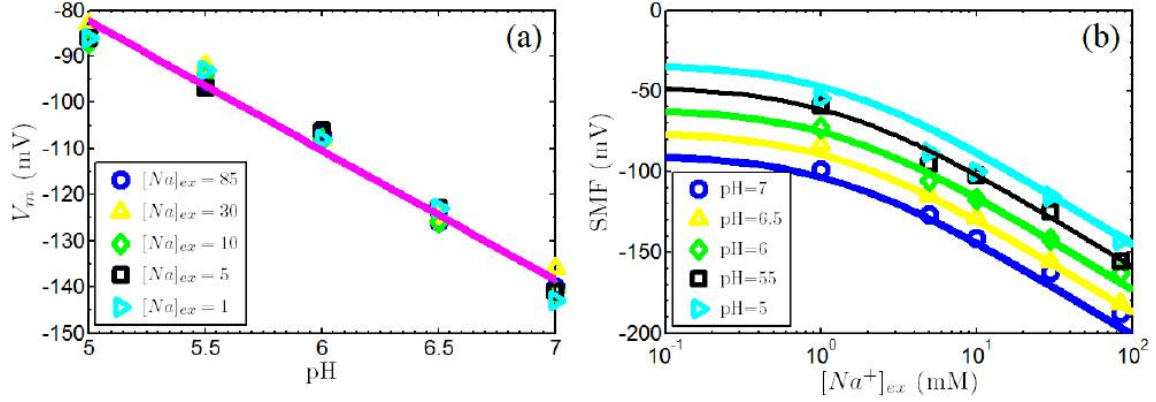 -80
-90
-100
-110
-120
-130
-140
-150
V_m (mV)
(a)
[Na]_ex = 85
[Na]_ex = 30
[Na]_ex = 10
[Na]_ex = 5
[Na]_ex = 1
5 5.5 6 6.5 7
pH
0
-50
-100
-150
-200
SMF (mV)
(b)
pH=7
pH=6.5
pH=6
pH=55
pH=5
10^-1 10^0 10^1 10^2
[Na^+]_ex (mM)